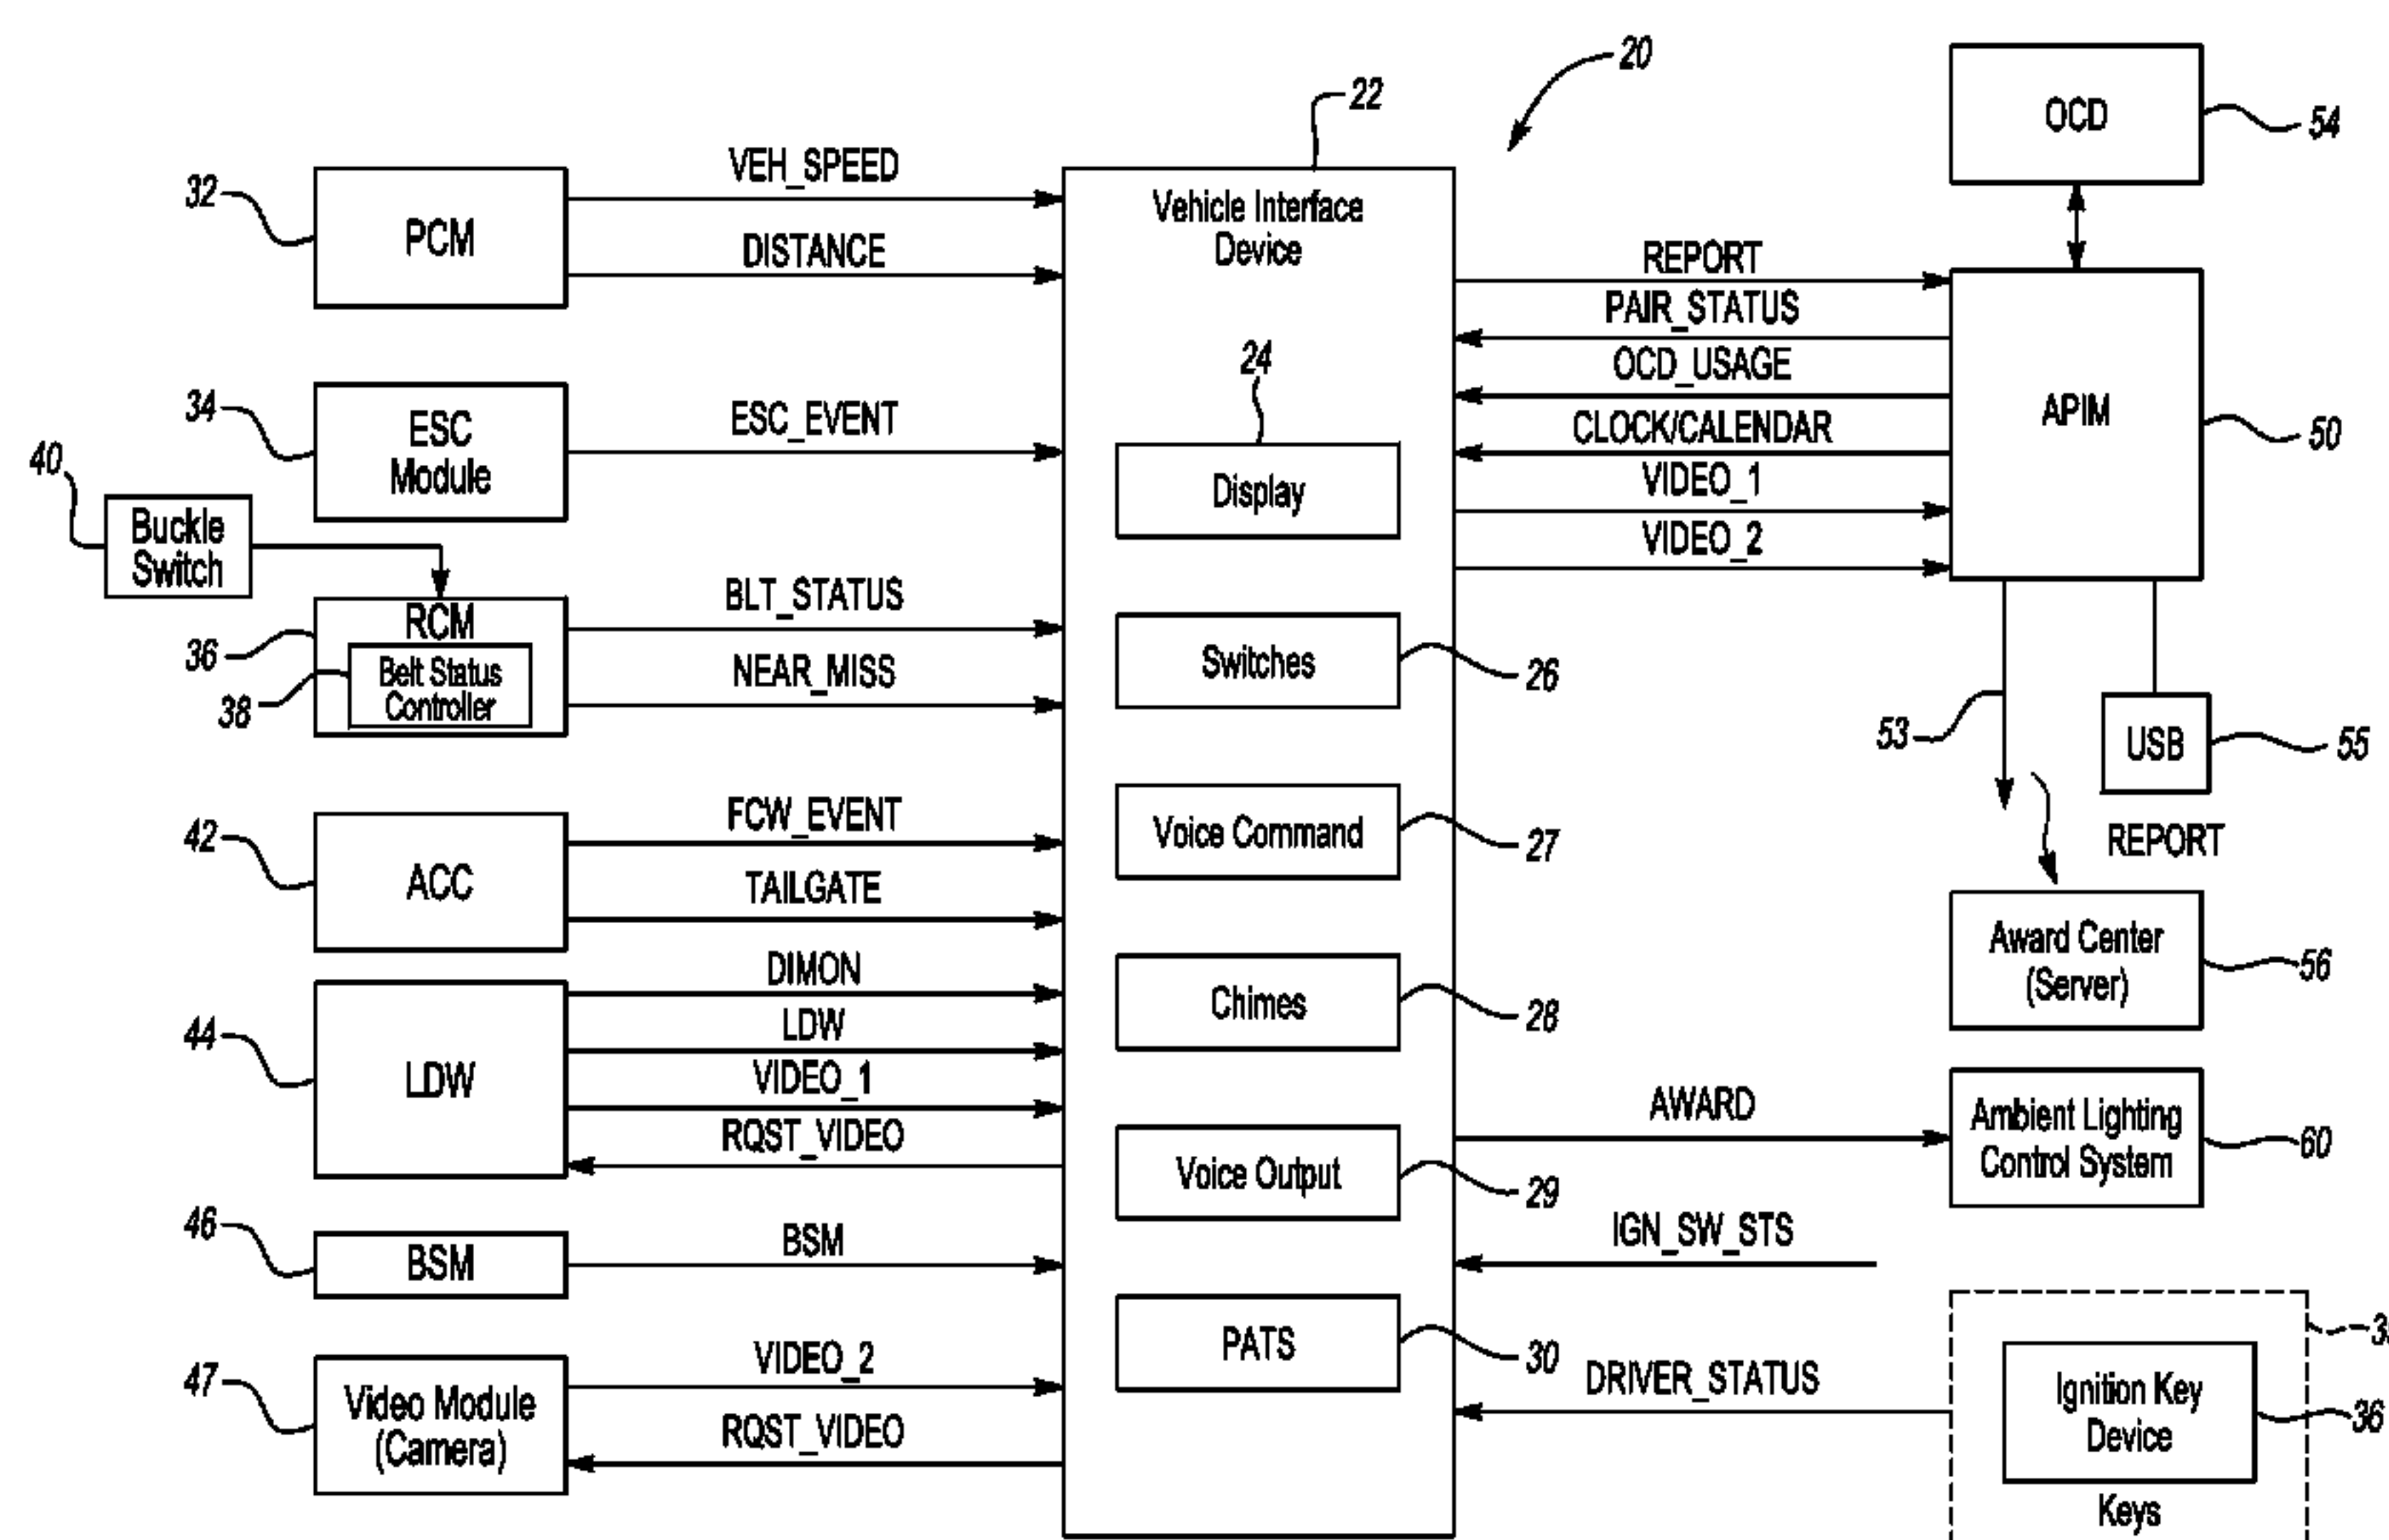 20
22
OCD
54
32
PCM
VEH_SPEED
DISTANCE
Vehicle Interface
Device
REPORT
PAIR_STATUS
OCD_USAGE
CLOCK/CALENDAR
VIDEO_1
VIDEO_2
APIM
50
34
ESC
Module
ESC_EVENT
24
Display
40
Buckle
Switch
36
RCM
38
Belt Status
Controller
BLT_STATUS
NEAR_MISS
Switches
26
53
USB
55
REPORT
42
ACC
FCW_EVENT
TAILGATE
Voice Command
27
Award Center
(Server)
56
44
LDW
DIMON
LDW
VIDEO_1
RQST_VIDEO
Chimes
28
AWARD
Ambient Lighting
Control System
60
Voice Output
29
46
BSM
BSM
IGN_SW_STS
47
Video Module
(Camera)
VIDEO_2
RQST_VIDEO
PATS
30
DRIVER_STATUS
Ignition Key
Device
36
Keys